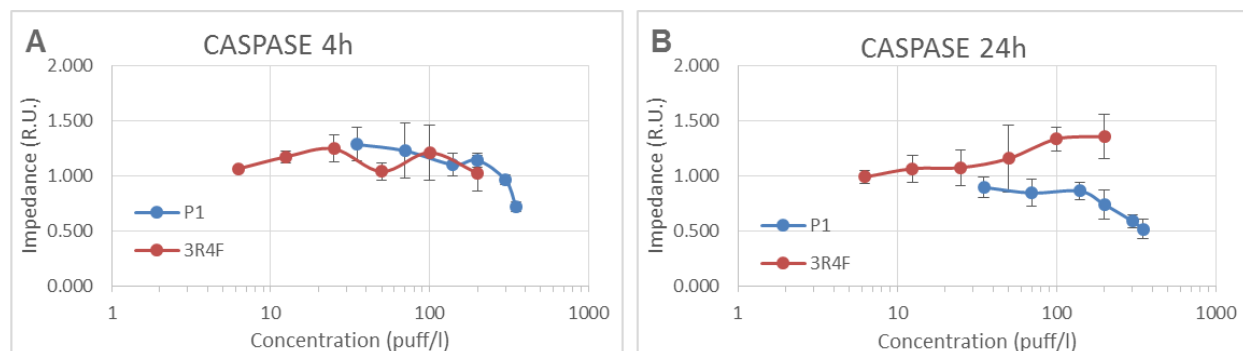 A
CASPASE 4h
2.000
1.500
1.000
0.500
0.000
Impedance (R.U.)
P1
3R4F
1
10
100
1000
Concentration (puff/l)
B
CASPASE 24h
2.000
1.500
1.000
0.500
0.000
Impedance (R.U.)
P1
3R4F
1
10
100
1000
Concentration (puff/l)